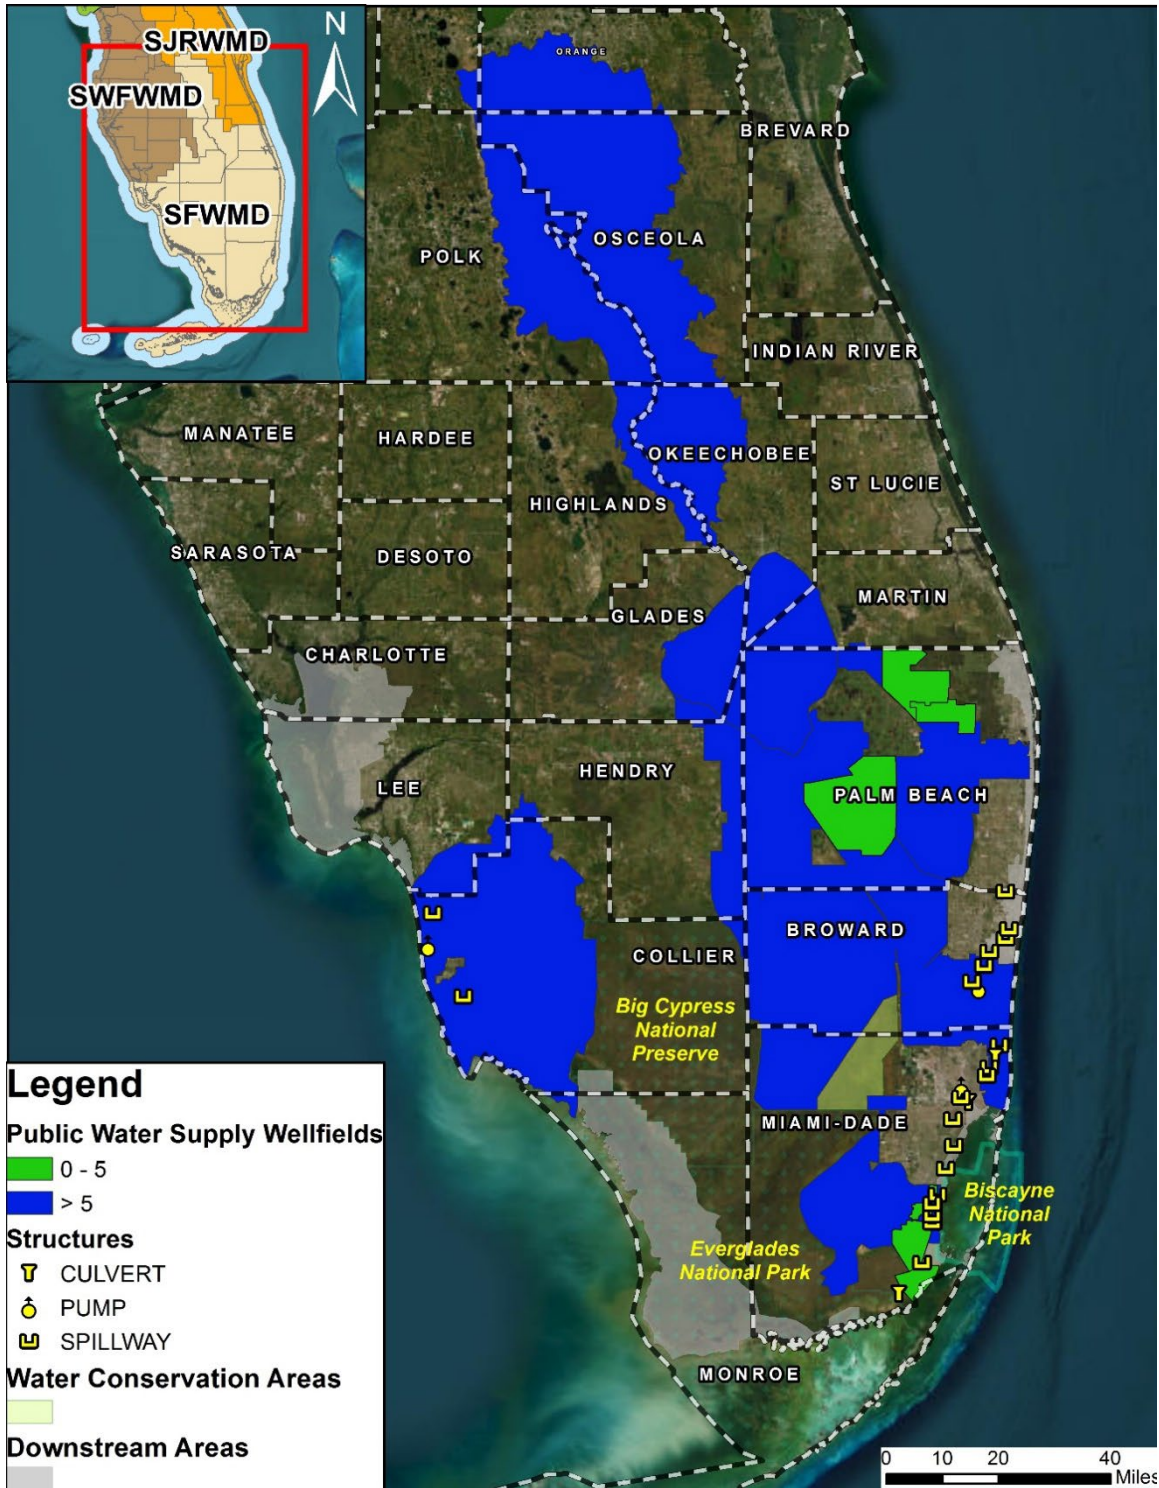 SJRWMD
N
SWFWMD
SFWMD
ORANGE
BREVARD
POLK
OSCEOLA
INDIAN RIVER
MANATEE
HARDEE
OKEECHOBEE
ST LUCIE
HIGHLANDS
SARASOTA
DESOTO
MARTIN
GLADES
CHARLOTTE
LEE
HENDRY
PALM BEACH
BROWARD
COLLIER
Big Cypress
National
Preserve
MIAMI-DADE
Biscayne
National
Park
Everglades
National Park
MONROE
Legend
Public Water Supply Wellfields
0 - 5
> 5
Structures
CULVERT
PUMP
SPILLWAY
Water Conservation Areas
Downstream Areas
0 10 20 40
Miles